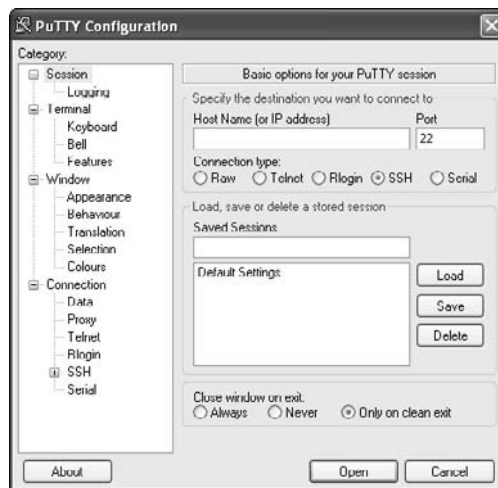 PuTTY Configuration
Category:
Session
Logging
Terminal
Keyboard
Bell
Features
Window
Appearance
Behaviour
Translation
Selection
Colours
Connection
Data
Proxy
Telnet
Rlogin
SSH
Serial
Basic options for your PuTTY session
Specify the destination you want to connect to
Host Name (or IP address) Port
22
Connection type:
Raw Telnet Rlogin SSH Serial
Load, save or delete a stored session
Saved Sessions
Default Settings
Load
Save
Delete
Close window on exit:
Always Never Only on clean exit
About Open Cancel